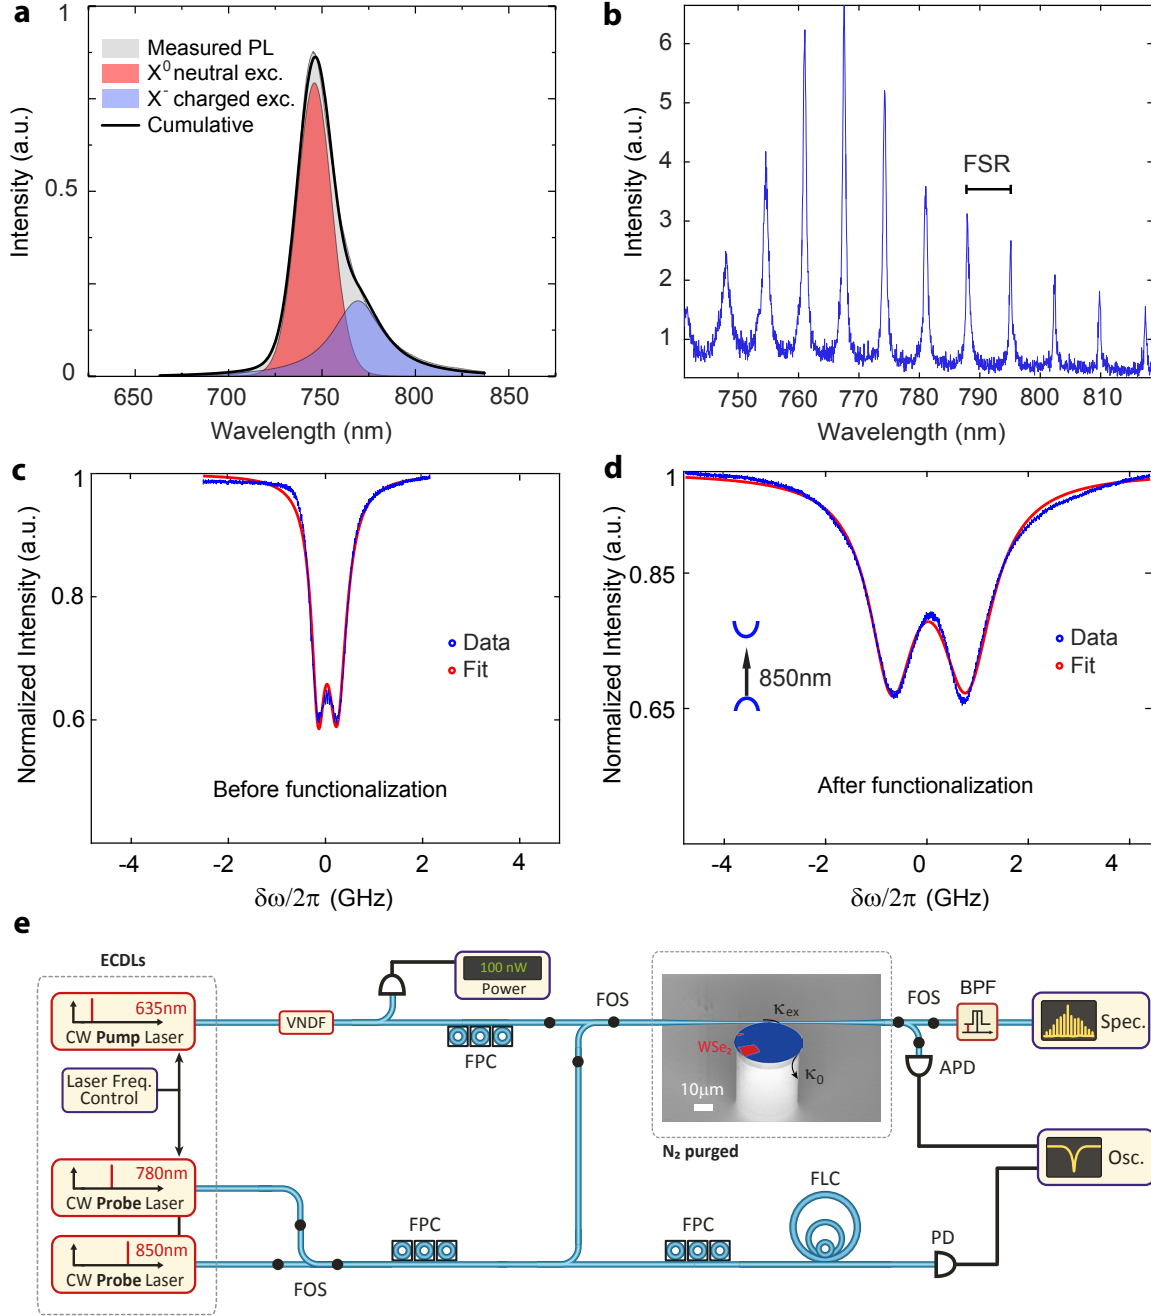 a
1
0.5
0
Intensity (a.u.)
Measured PL
X⁰ neutral exc.
X⁻ charged exc.
Cumulative
650 700 750 800 850
Wavelength (nm)
b
6
5
4
3
2
1
Intensity (a.u.)
FSR
750 760 770 780 790 800 810
Wavelength (nm)
c
1
0.8
0.6
Normalized Intensity (a.u.)
Data
Fit
Before functionalization
-4 -2 0 2 4
δω/2π (GHz)
d
1
0.85
0.65
Normalized Intensity (a.u.)
850nm
Data
Fit
After functionalization
-4 -2 0 2 4
δω/2π (GHz)
e
ECDLs
635nm
CW Pump Laser
Laser Freq.
Control
780nm
CW Probe Laser
850nm
CW Probe Laser
VNDF
100 nW
Power
FPC
FOS
κex
WSe₂
κ0
10μm
N₂ purged
FOS
BPF
Spec.
APD
Osc.
FOS
FPC
FPC
FLC
PD